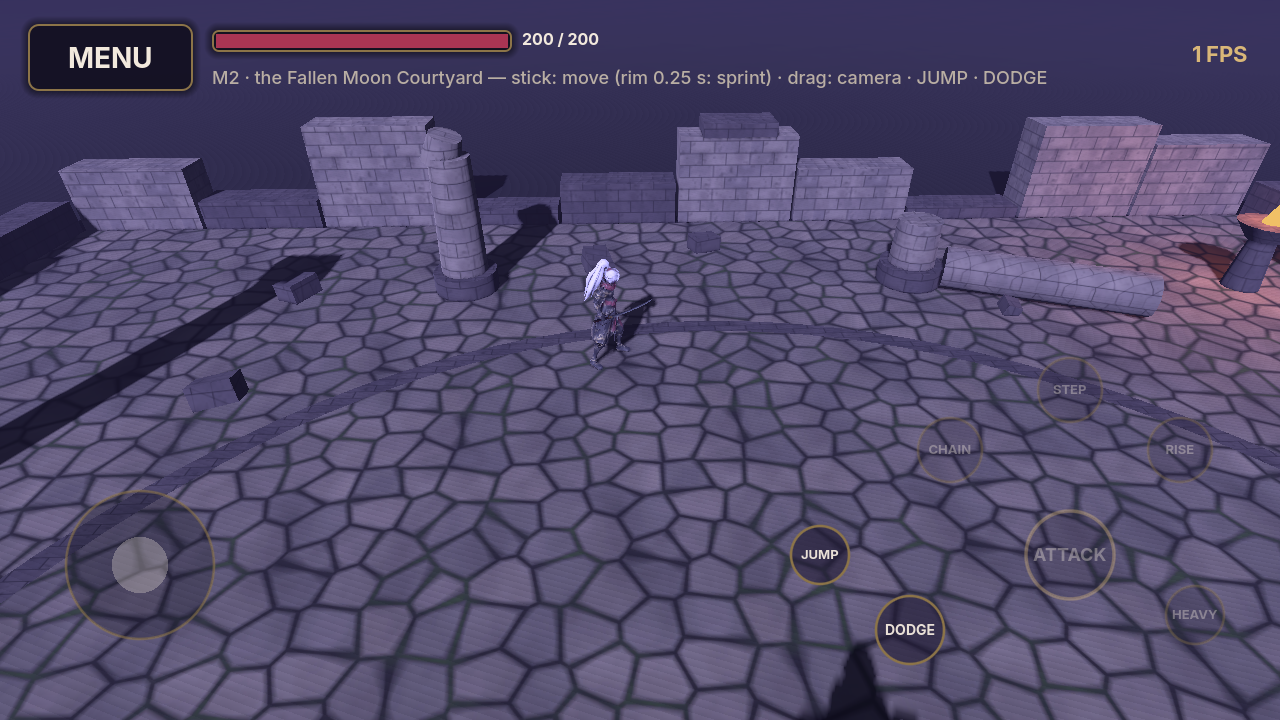 MENU
200 / 200
1 FPS
M2 · the Fallen Moon Courtyard — stick: move (rim 0.25 s: sprint) · drag: camera · JUMP · DODGE
STEP
CHAIN
RISE
JUMP
ATTACK
HEAVY
DODGE